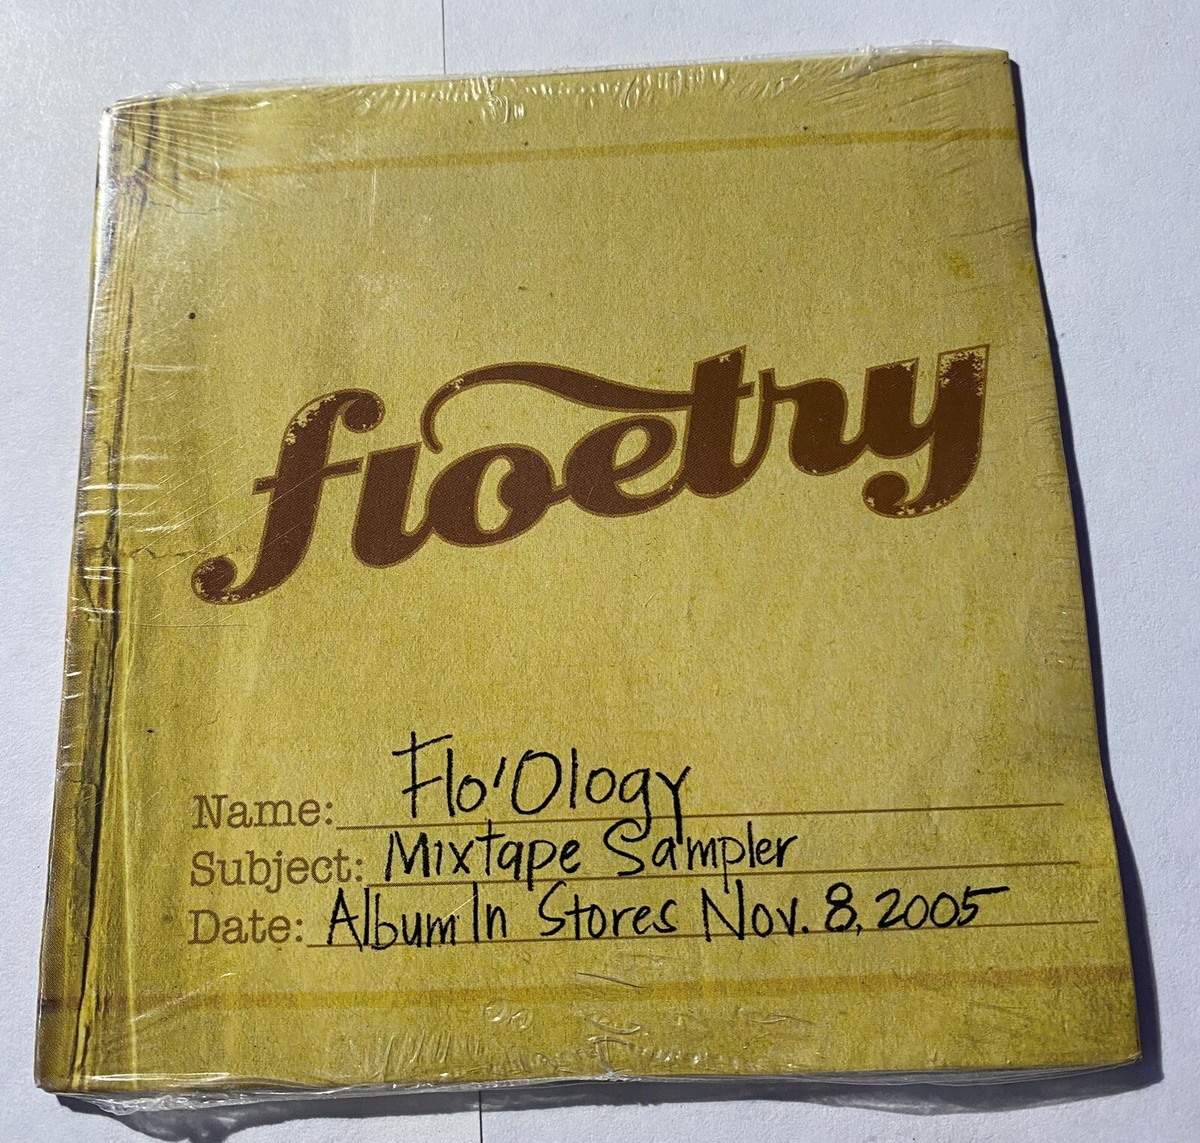 floetry
Name: Flo'Ology
Subject: Mixtape Sampler
Date: Album In Stores Nov. 8, 2005